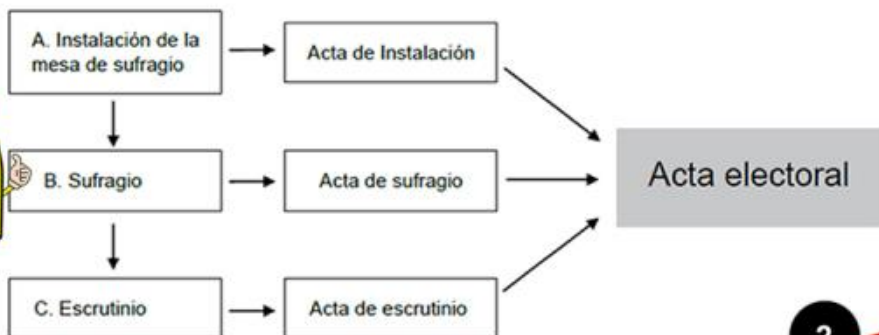 A. Instalación de la
mesa de sufragio
Acta de Instalación
B. Sufragio
Acta de sufragio
Acta electoral
C. Escrutinio
Acta de escrutinio